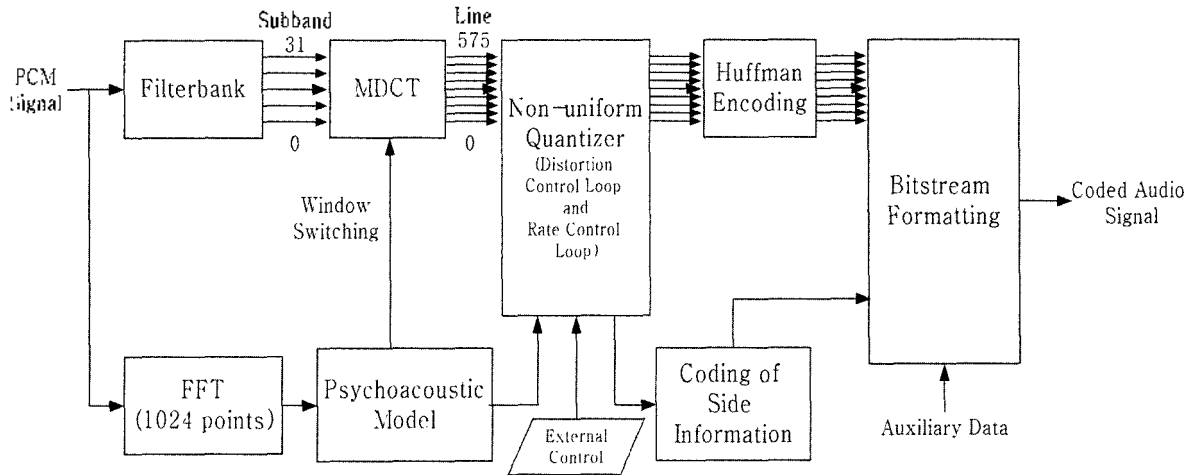 Subband
31
Line
575
PCM
Signal
Filterbank
MDCT
0
0
Non-uniform
Quantizer
(Distortion
Control Loop
and
Rate Control
Loop)
Huffman
Encoding
Bitstream
Formatting
Coded Audio
Signal
Window
Switching
FFT
(1024 points)
Psychoacoustic
Model
External
Control
Coding of
Side
Information
Auxiliary Data